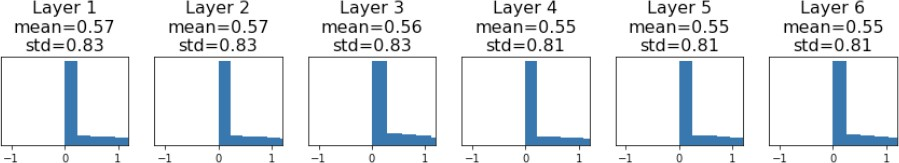 Layer 1
mean=0.57
std=0.83
−1 0 1
Layer 2
mean=0.57
std=0.83
−1 0 1
Layer 3
mean=0.56
std=0.83
−1 0 1
Layer 4
mean=0.55
std=0.81
−1 0 1
Layer 5
mean=0.55
std=0.81
−1 0 1
Layer 6
mean=0.55
std=0.81
−1 0 1